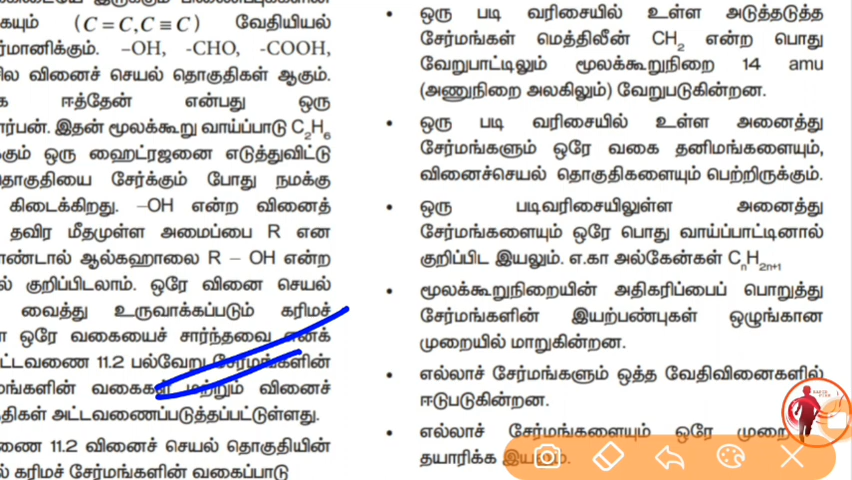 கையும் (C = C, C ≡ C) வேதியியல்
ர்மானிக்கும். –OH, -CHO, -COOH,
சில வினைச் செயல் தொகுதிகள் ஆகும்.
க ஈத்தேன் என்பது ஒரு
ார்பன். இதன் மூலக்கூறு வாய்ப்பாடு C₂H₆
க்கும் ஒரு ஹைட்ரஜனை எடுத்துவிட்டு
தொகுதியை சேர்க்கும் போது நமக்கு
கிடைக்கிறது. –OH என்ற வினைத்
தவிர மீதமுள்ள அமைப்பை R என
ாண்டால் ஆல்கஹாலை R – OH என்ற
ல் குறிப்பிடலாம். ஒரே வினை செயல்
வைத்து உருவாக்கப்படும் கரிமச்
ஒரே வகையைச் சார்ந்தவை எனக்
ட்டவணை 11.2 பல்வேறு சேர்மங்களின்
மங்களின் வகைகள் மற்றும் வினைச்
திகள் அட்டவணைப்படுத்தப்பட்டுள்ளது.
ணை 11.2 வினைச் செயல் தொகுதியின்
ல் கரிமச் சேர்மங்களின் வகைப்பாடு
• ஒரு படி வரிசையில் உள்ள அடுத்தடுத்த
சேர்மங்கள் மெத்திலீன் CH₂ என்ற பொது
வேறுபாட்டிலும் மூலக்கூறுநிறை 14 amu
(அணுநிறை அலகிலும்) வேறுபடுகின்றன.
• ஒரு படி வரிசையில் உள்ள அனைத்து
சேர்மங்களும் ஒரே வகை தனிமங்களையும்,
வினைச்செயல் தொகுதிகளையும் பெற்றிருக்கும்.
• ஒரு படிவரிசையிலுள்ள அனைத்து
சேர்மங்களையும் ஒரே பொது வாய்ப்பாட்டினால்
குறிப்பிட இயலும். எ.கா அல்கேன்கள் CₙH₂ₙ₊₁
• மூலக்கூறுநிறையின் அதிகரிப்பைப் பொறுத்து
சேர்மங்களின் இயற்பண்புகள் ஒழுங்கான
முறையில் மாறுகின்றன.
• எல்லாச் சேர்மங்களும் ஒத்த வேதிவினைகளில்
ஈடுபடுகின்றன.
• எல்லாச் சேர்மங்களையும் ஒரே முறை
தயாரிக்க இயலும்.